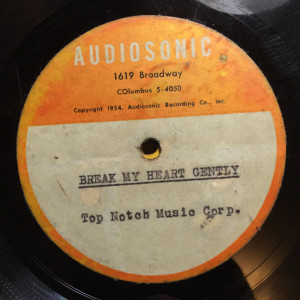 AUDIOSONIC
1619 Broadway
COlumbus 5-4050
Copyright 1954, Audiosonic Recording Co., Inc.
BREAK MY HEART GENTLY
Top Notch Music Corp.